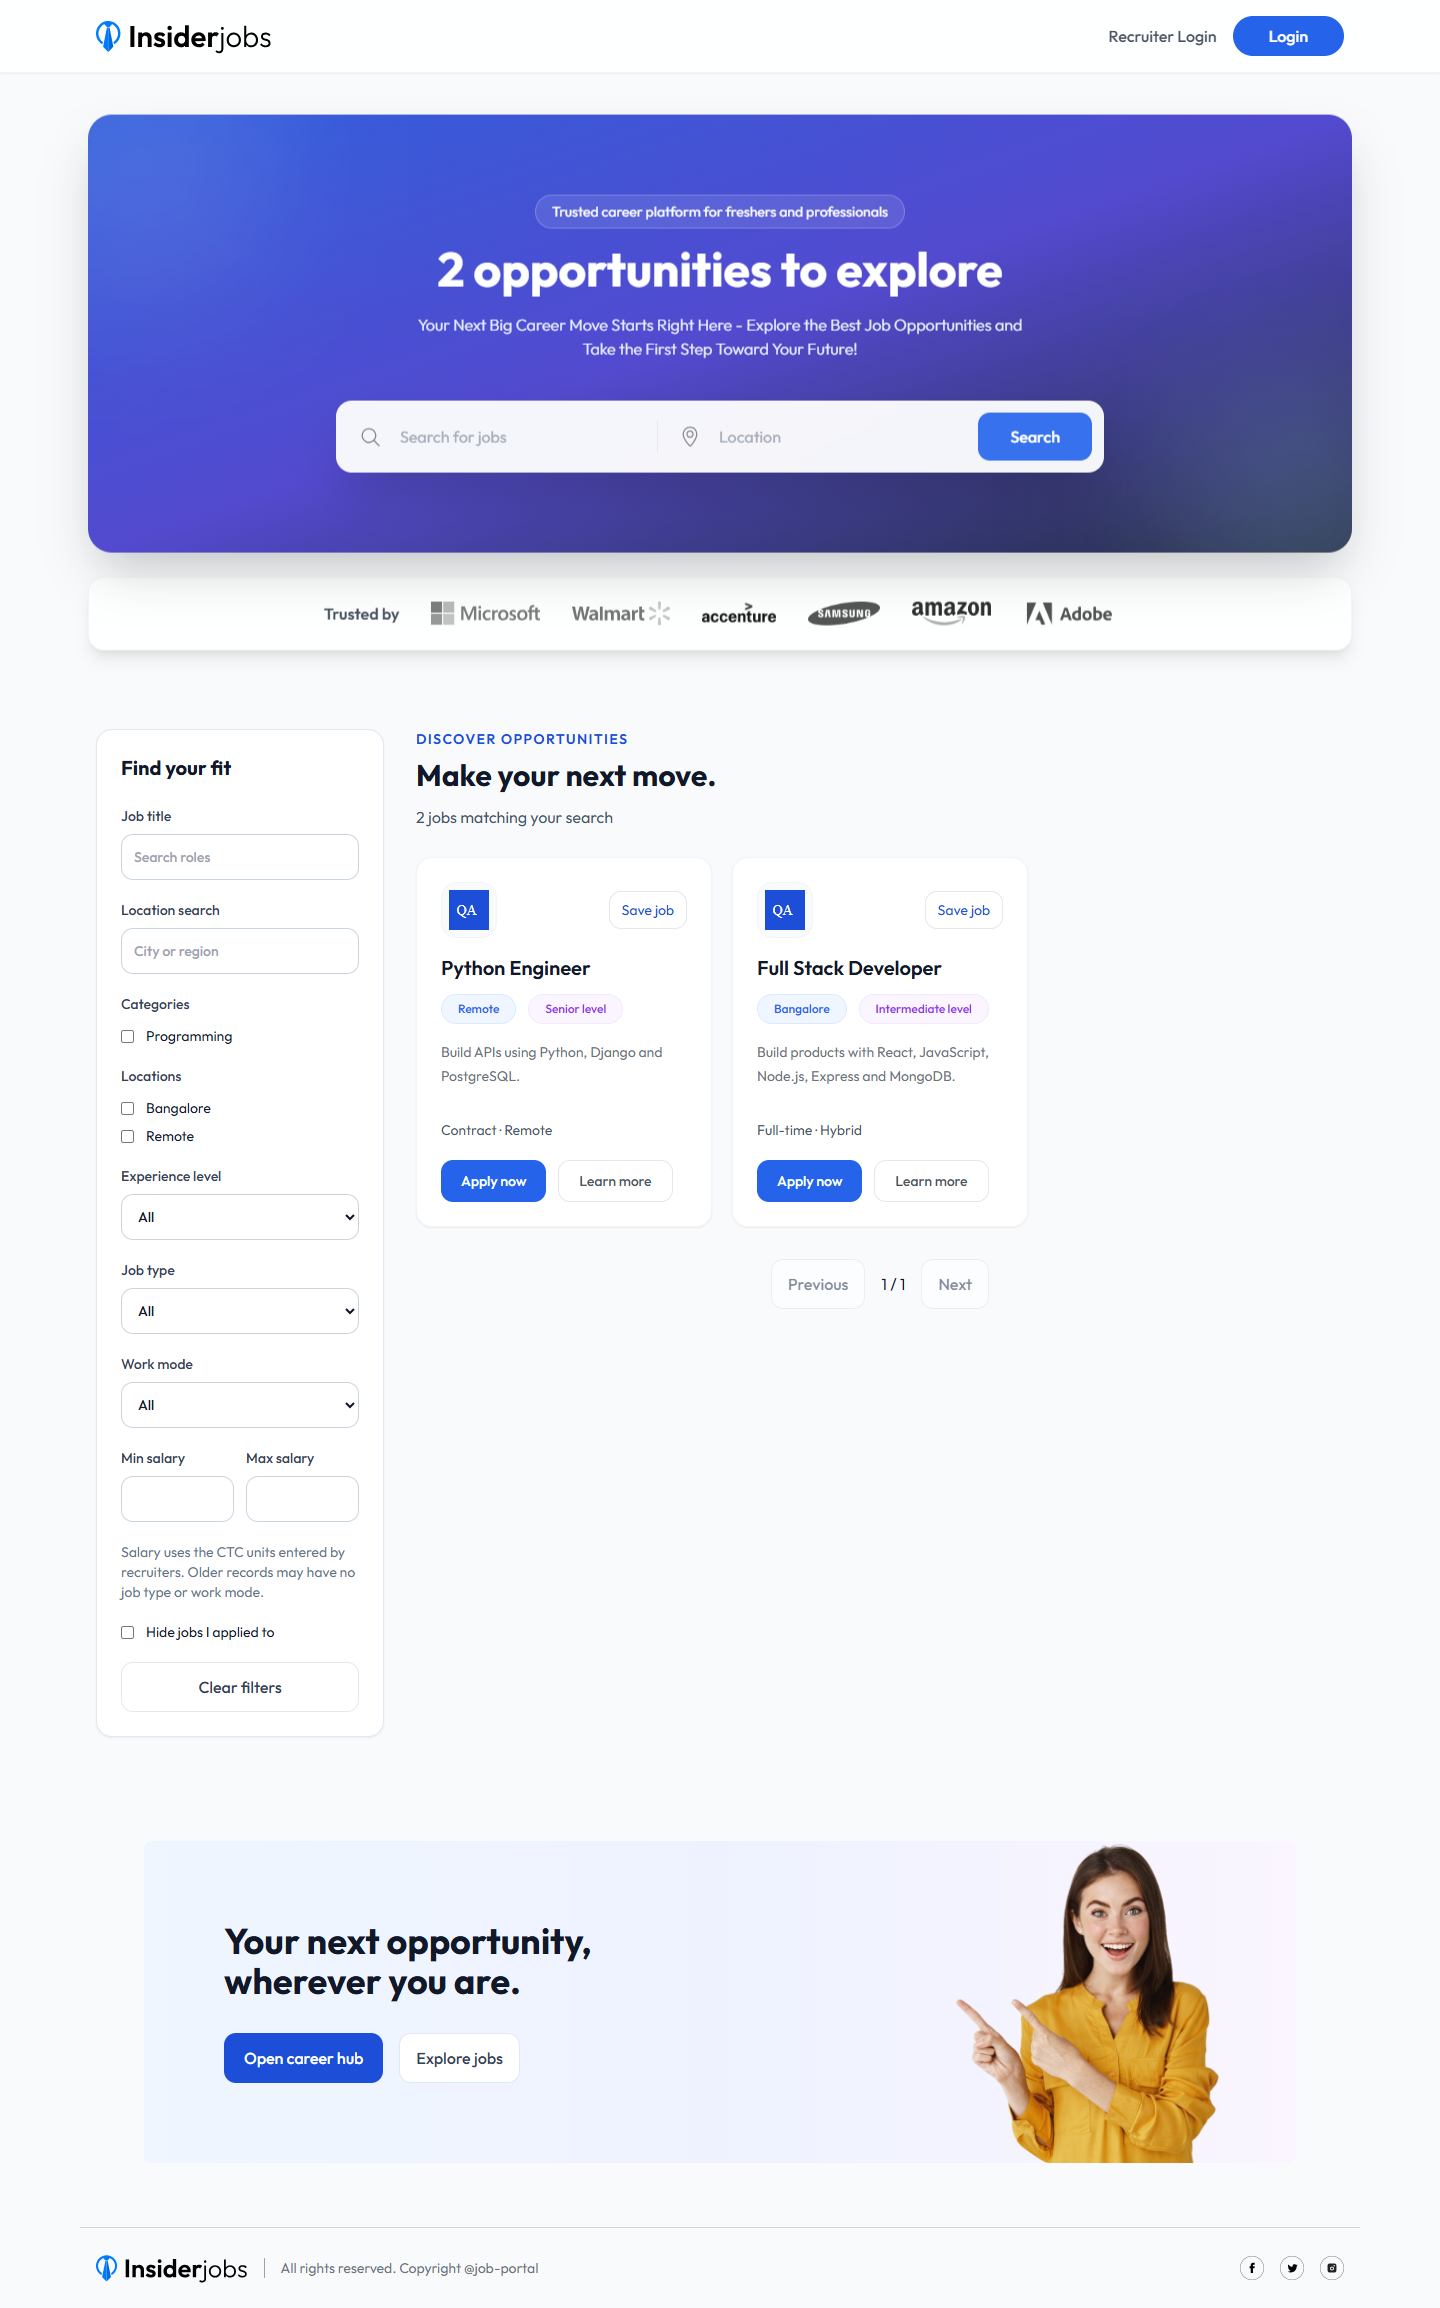 Insiderjobs
Recruiter Login
Login
Trusted career platform for freshers and professionals
2 opportunities to explore
Your Next Big Career Move Starts Right Here - Explore the Best Job Opportunities and
Take the First Step Toward Your Future!
Search for jobs
Location
Search
Trusted by
Microsoft
Walmart
accenture
SAMSUNG
amazon
Adobe
Find your fit
Job title
Search roles
Location search
City or region
Categories
Programming
Locations
Bangalore
Remote
Experience level
All
Job type
All
Work mode
All
Min salary
Max salary
Salary uses the CTC units entered by
recruiters. Older records may have no
job type or work mode.
Hide jobs I applied to
Clear filters
DISCOVER OPPORTUNITIES
Make your next move.
2 jobs matching your search
QA
Save job
Python Engineer
Remote
Senior level
Build APIs using Python, Django and
PostgreSQL.
Contract · Remote
Apply now
Learn more
QA
Save job
Full Stack Developer
Bangalore
Intermediate level
Build products with React, JavaScript,
Node.js, Express and MongoDB.
Full-time · Hybrid
Apply now
Learn more
Previous
1 / 1
Next
Your next opportunity,
wherever you are.
Open career hub
Explore jobs
Insiderjobs
All rights reserved. Copyright @job-portal